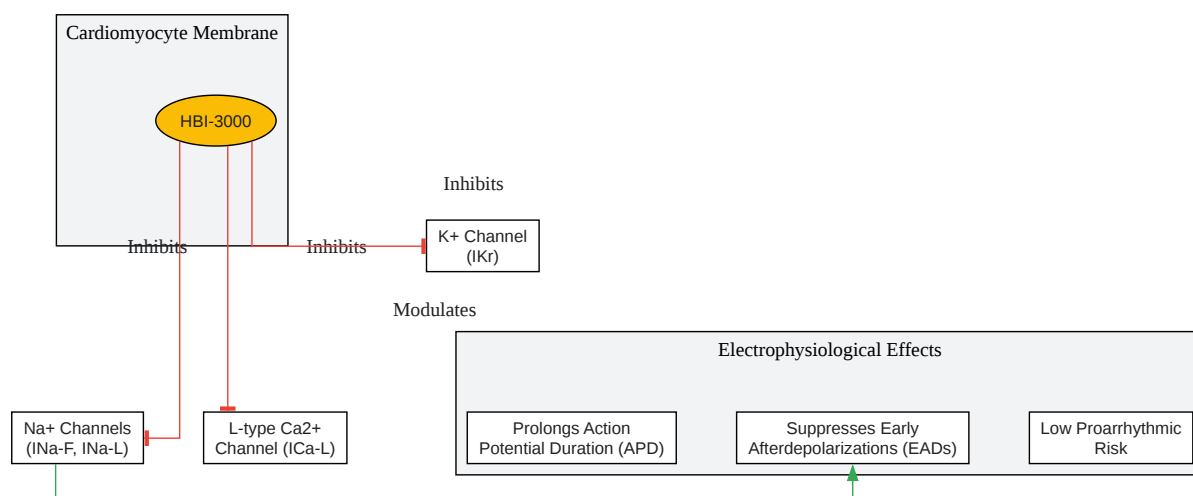 Cardiomyocyte Membrane
HBI-3000
Inhibits
K+ Channel
(IKr)
Inhibits
Inhibits
Modulates
Electrophysiological Effects
Na+ Channels
(INa-F, INa-L)
L-type Ca2+
Channel (ICa-L)
Prolongs Action
Potential Duration (APD)
Suppresses Early
Afterdepolarizations (EADs)
Low Proarrhythmic
Risk